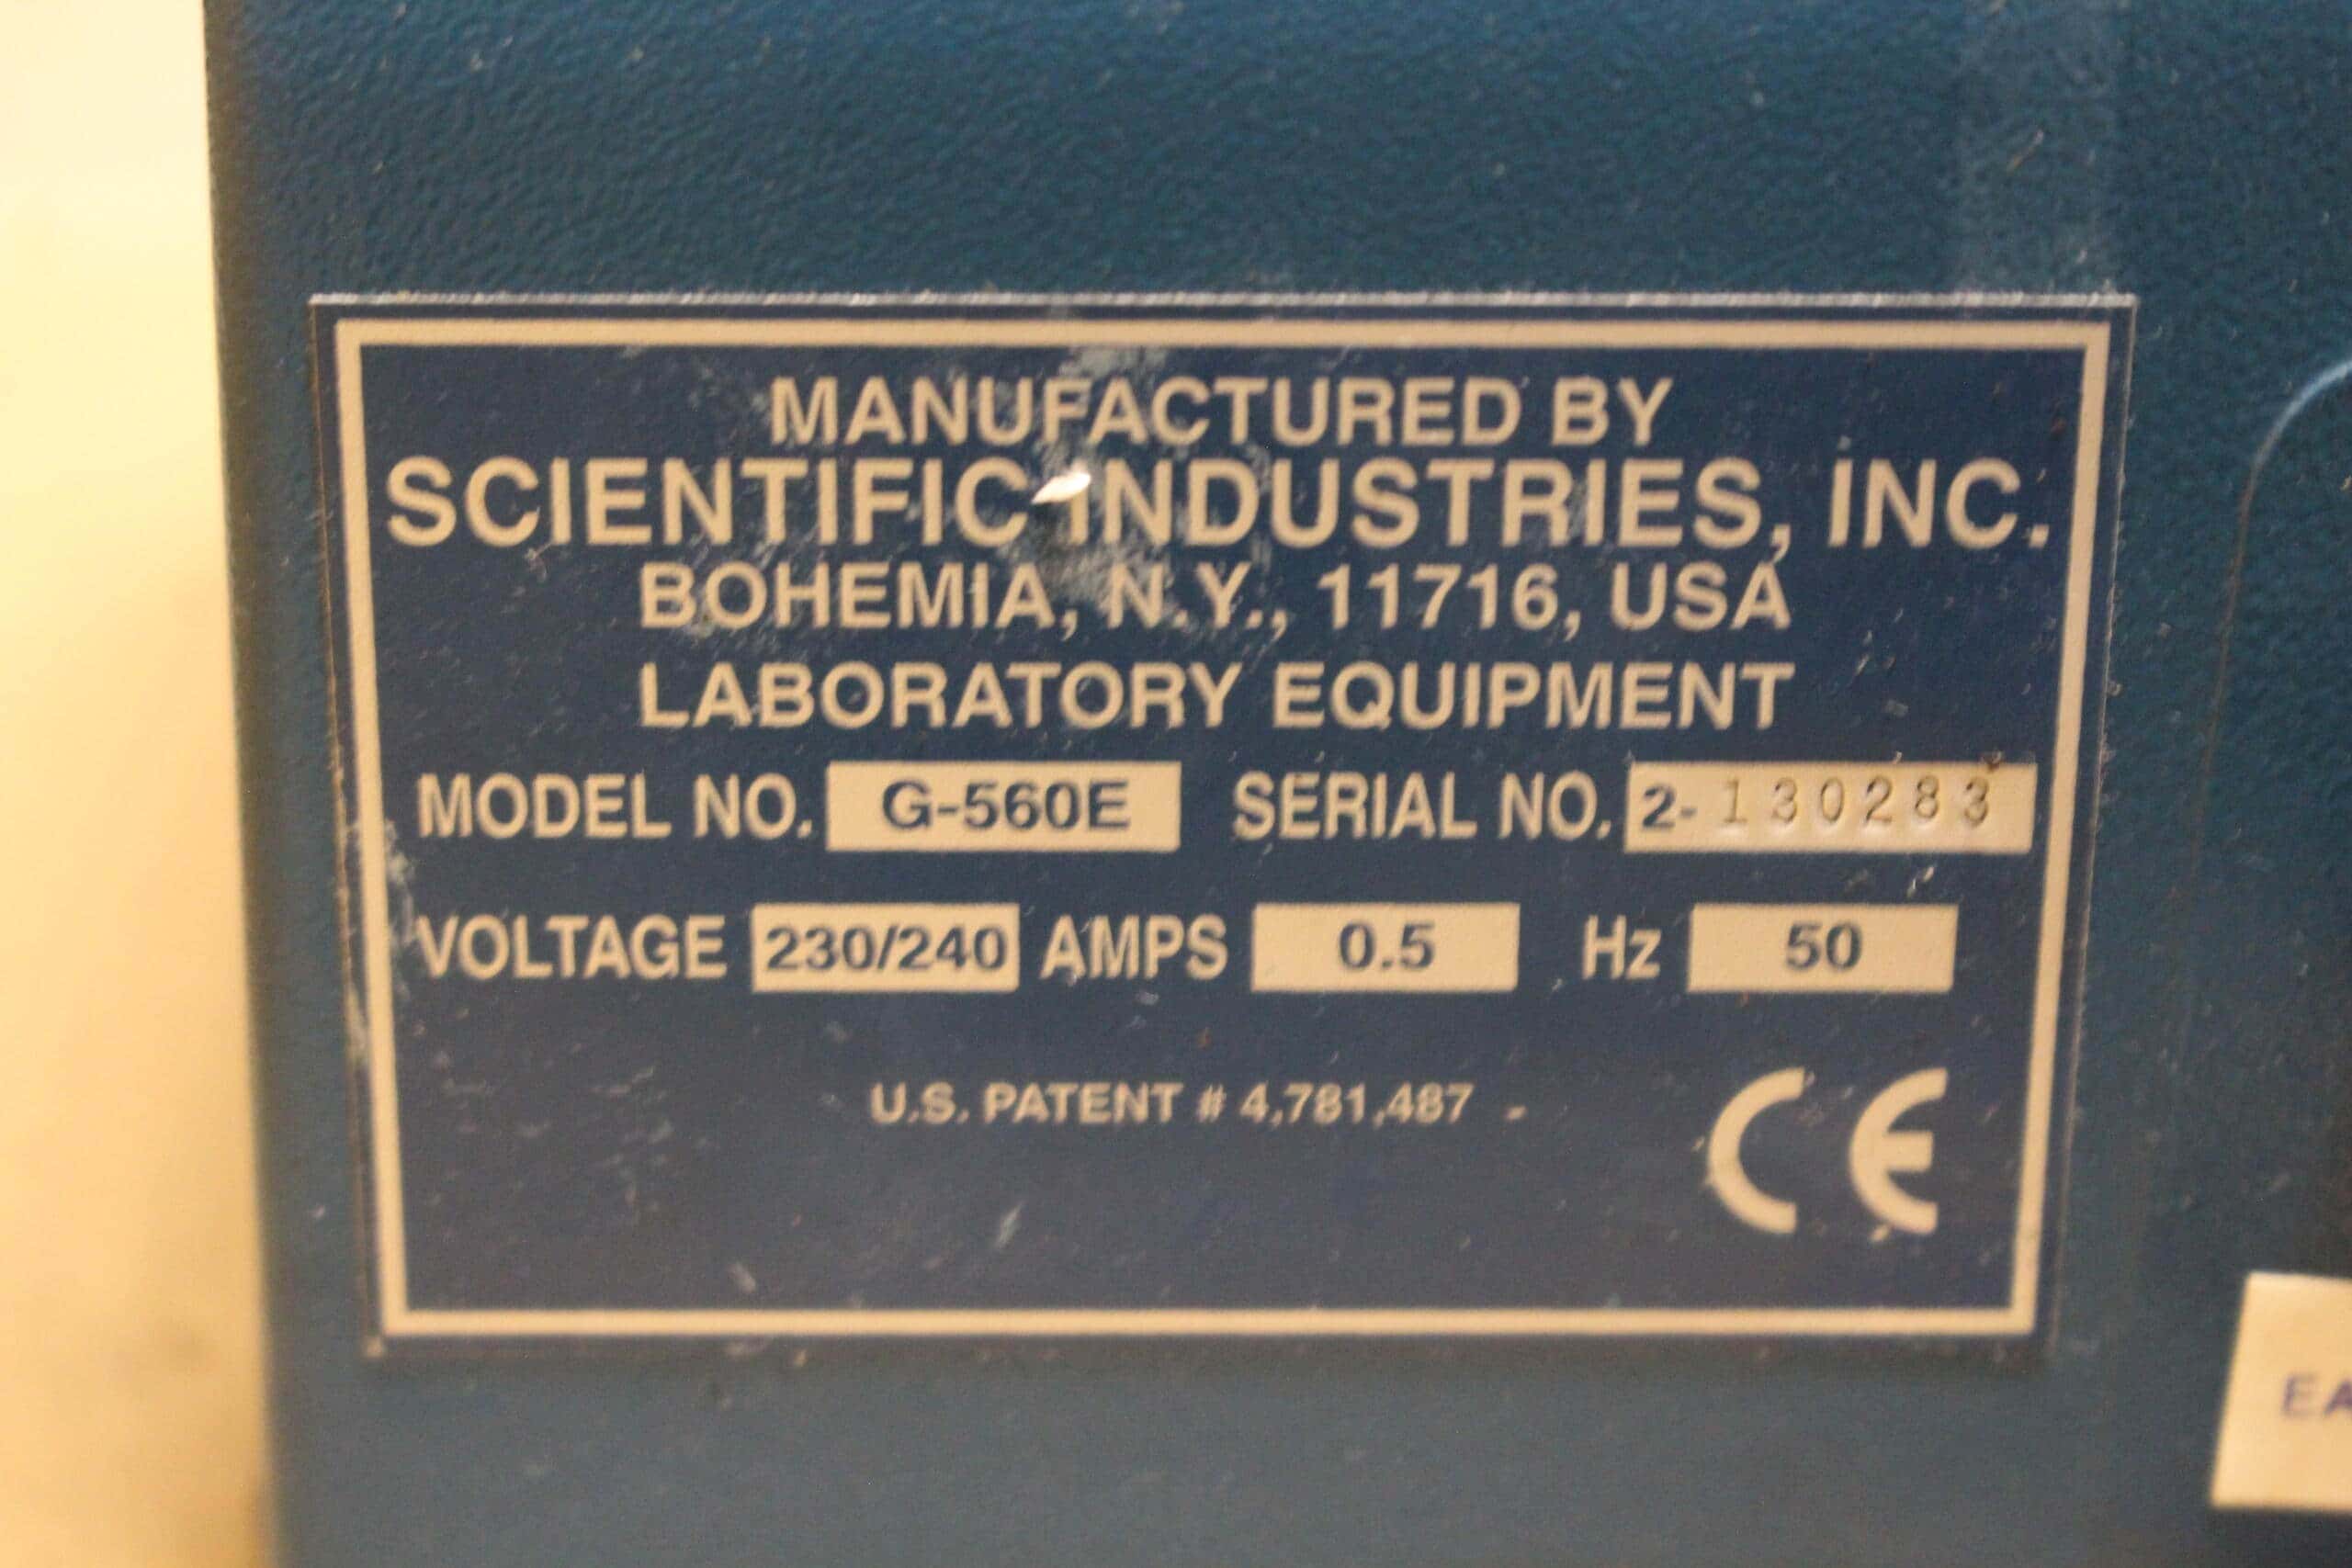 MANUFACTURED BY
SCIENTIFIC INDUSTRIES, INC.
BOHEMIA, N.Y., 11716, USA
LABORATORY EQUIPMENT
MODEL NO. G-560E SERIAL NO. 2-130283
VOLTAGE 230/240 AMPS 0.5 Hz 50
U.S. PATENT # 4,781,487
CE